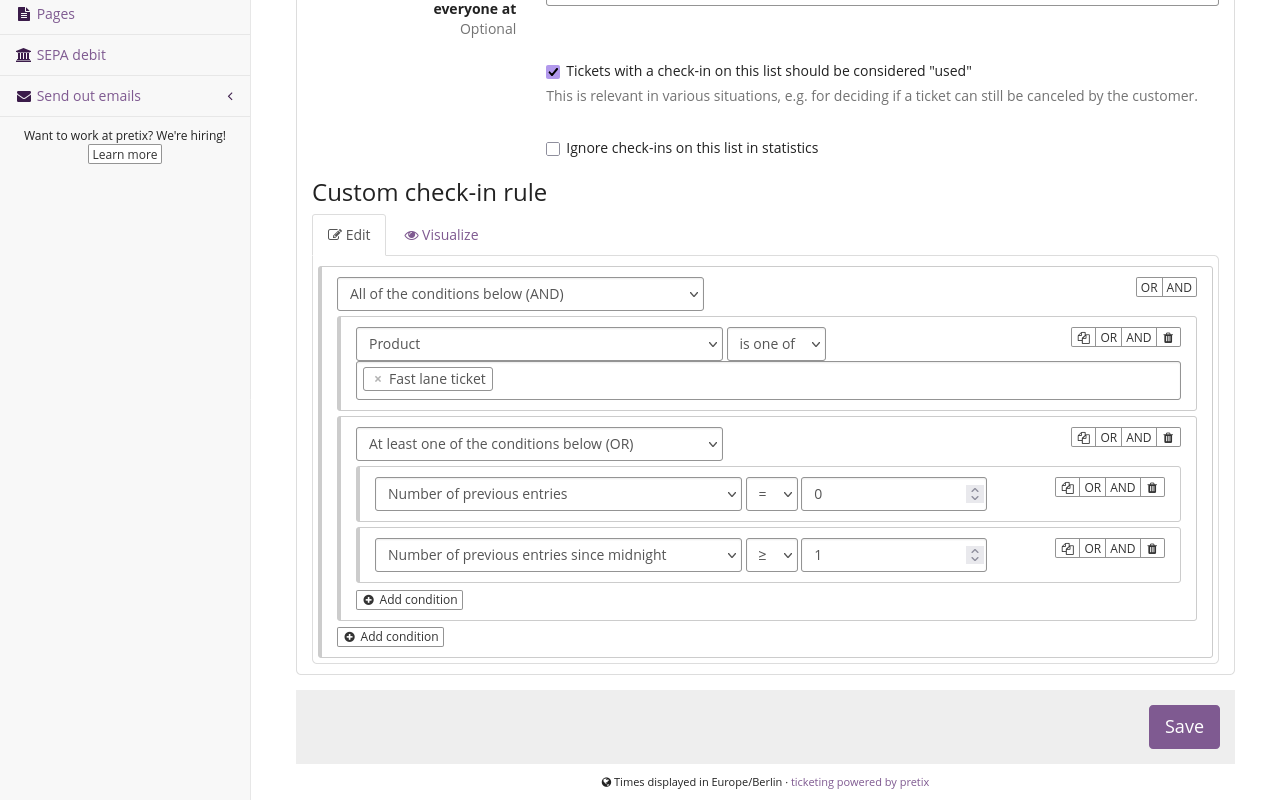 Pages
SEPA debit
Send out emails
Want to work at pretix? We're hiring!
Learn more
everyone at
Optional
Tickets with a check-in on this list should be considered "used"
This is relevant in various situations, e.g. for deciding if a ticket can still be canceled by the customer.
Ignore check-ins on this list in statistics
Custom check-in rule
Edit Visualize
All of the conditions below (AND) OR AND
Product is one of OR AND
× Fast lane ticket
At least one of the conditions below (OR) OR AND
Number of previous entries = 0 OR AND
Number of previous entries since midnight ≥ 1 OR AND
Add condition
Add condition
Save
Times displayed in Europe/Berlin · ticketing powered by pretix